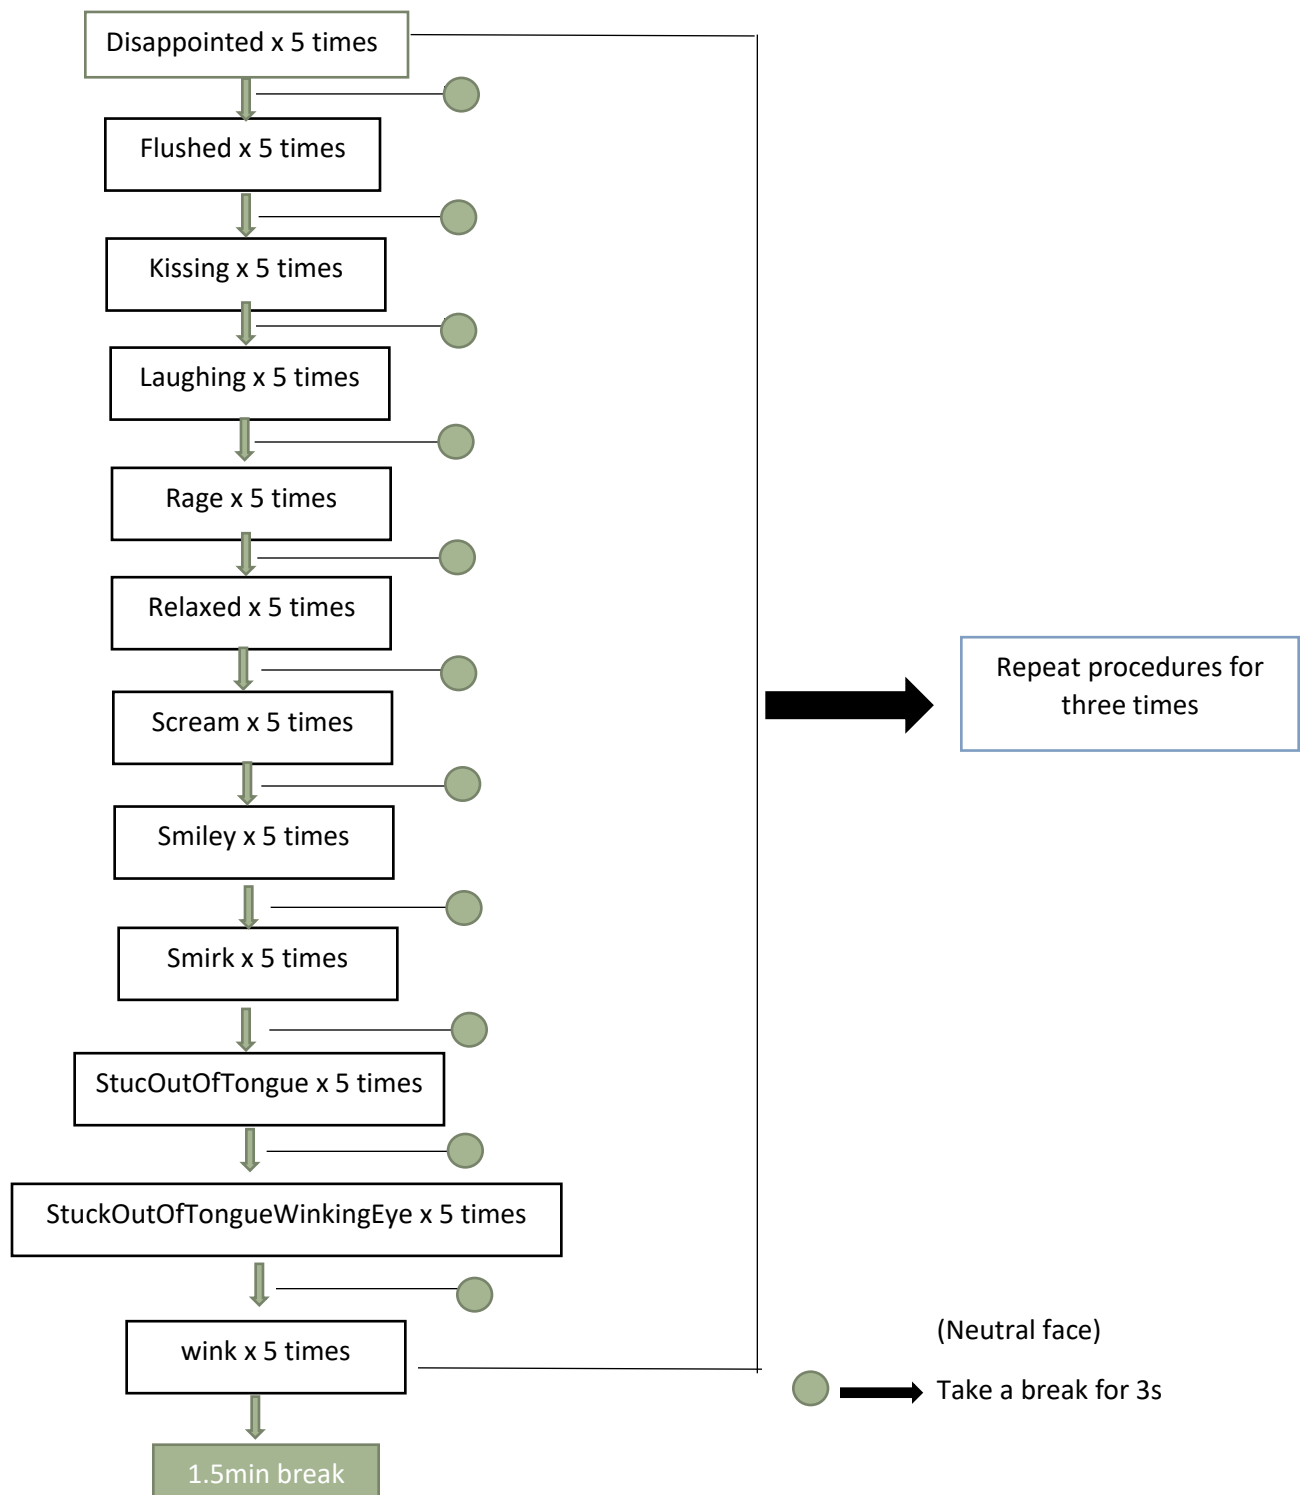 Disappointed x 5 times
Flushed x 5 times
Kissing x 5 times
Laughing x 5 times
Rage x 5 times
Relaxed x 5 times
Scream x 5 times
Smiley x 5 times
Smirk x 5 times
StucOutOfTongue x 5 times
StuckOutOfTongueWinkingEye x 5 times
wink x 5 times
1.5min break
Repeat procedures for
three times
(Neutral face)
Take a break for 3s